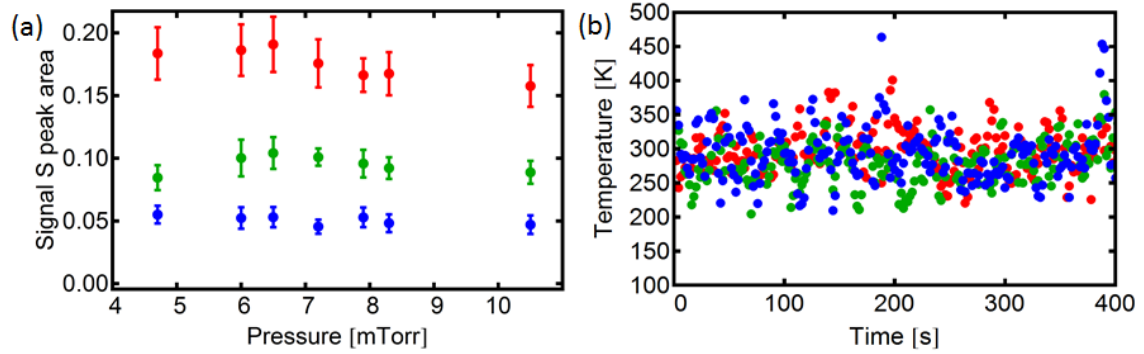 (a)
Signal S peak area
0.20
0.15
0.10
0.05
0.00
4 5 6 7 8 9 10
Pressure [mTorr]
(b)
Temperature [K]
500
450
400
350
300
250
200
150
100
0 100 200 300 400
Time [s]